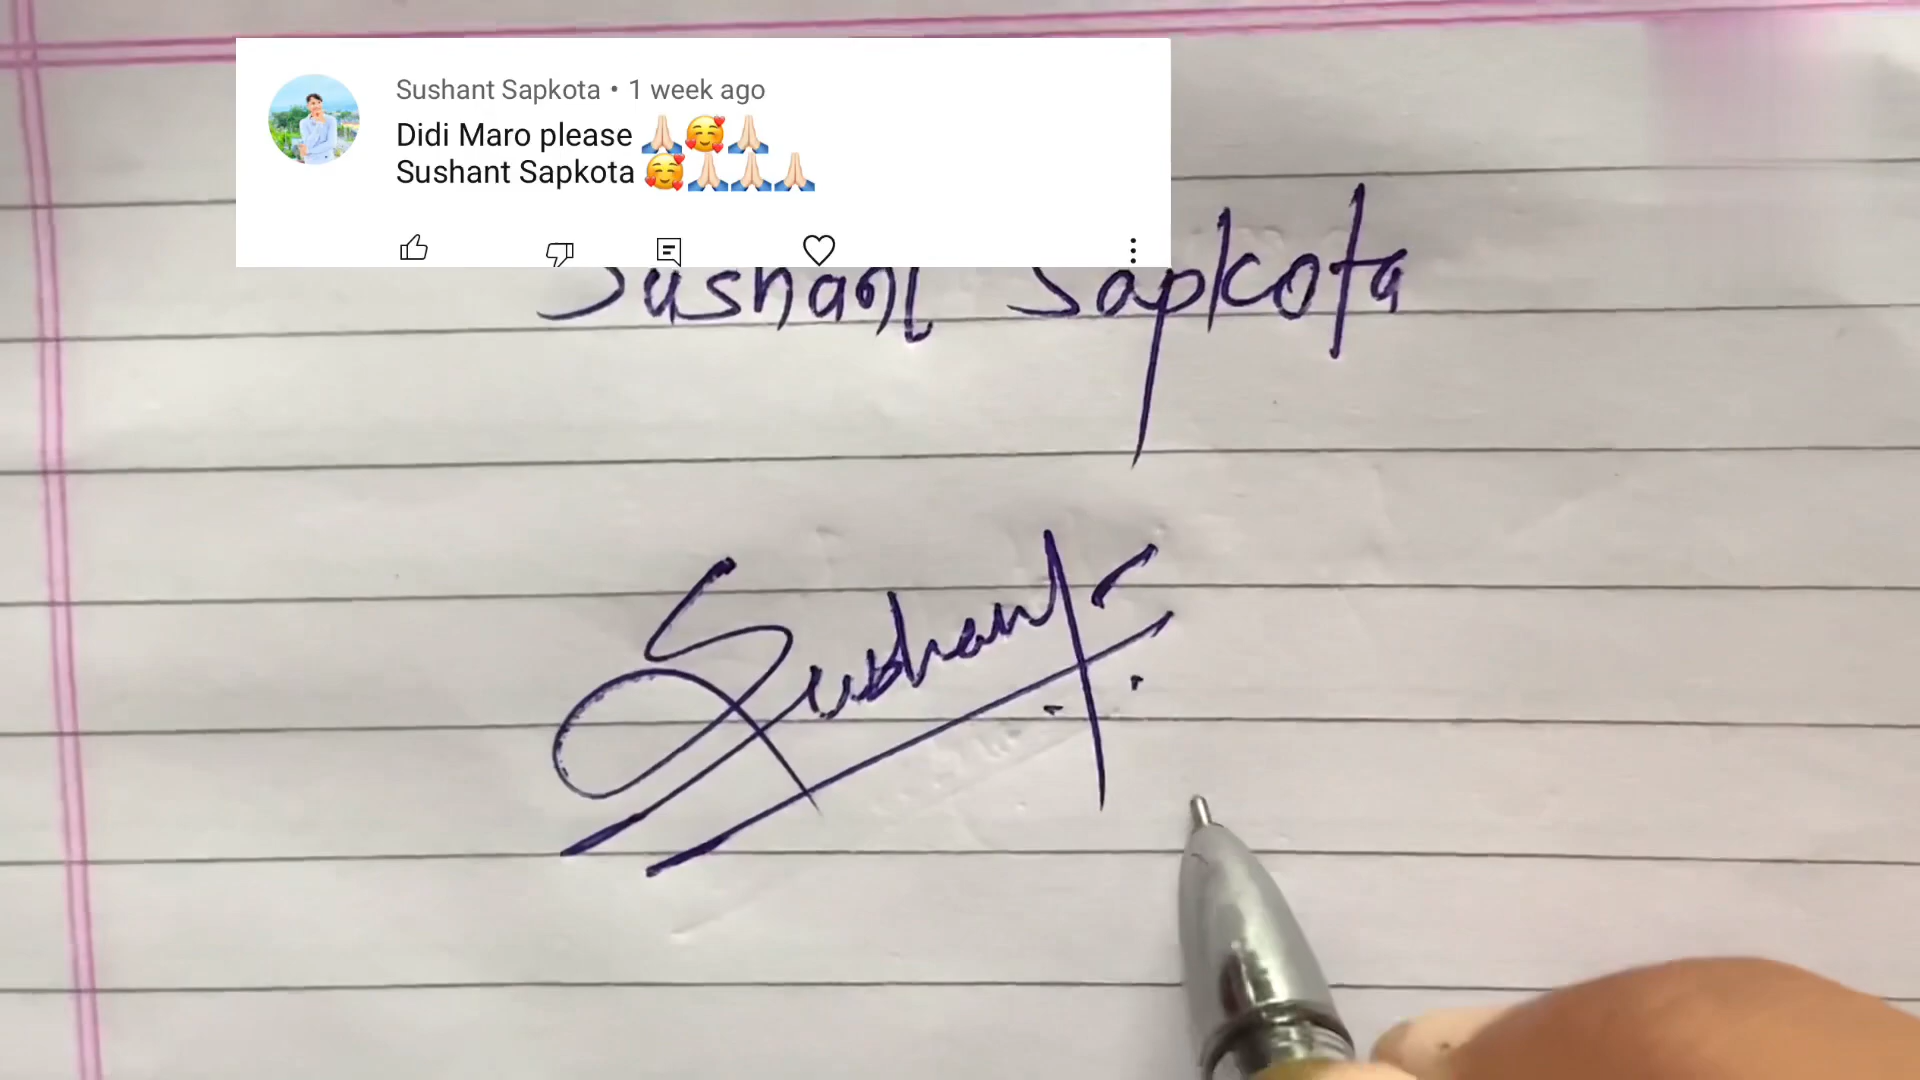 Sushant Sapkota • 1 week ago
Didi Maro please 🙏🏻🥰🙏🏻
Sushant Sapkota 🥰🙏🏻🙏🏻🙏🏻
Sushant Sapkota
Sushant